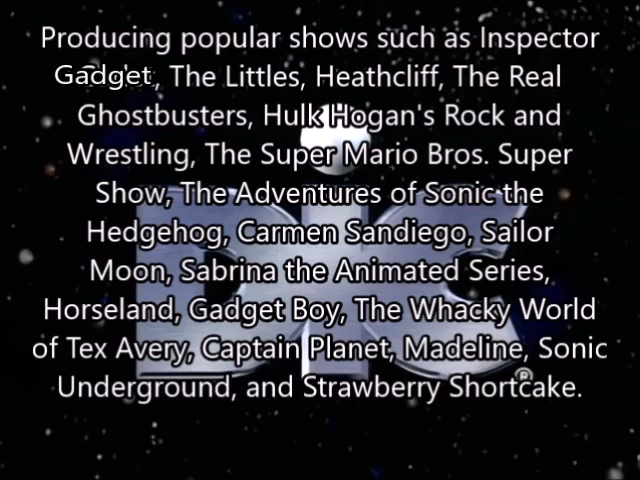 Producing popular shows such as Inspector
Gadget, The Littles, Heathcliff, The Real
Ghostbusters, Hulk Hogan's Rock and
Wrestling, The Super Mario Bros. Super
Show, The Adventures of Sonic the
Hedgehog, Carmen Sandiego, Sailor
Moon, Sabrina the Animated Series,
Horseland, Gadget Boy, The Whacky World
of Tex Avery, Captain Planet, Madeline, Sonic
Underground, and Strawberry Shortcake.
DiC®